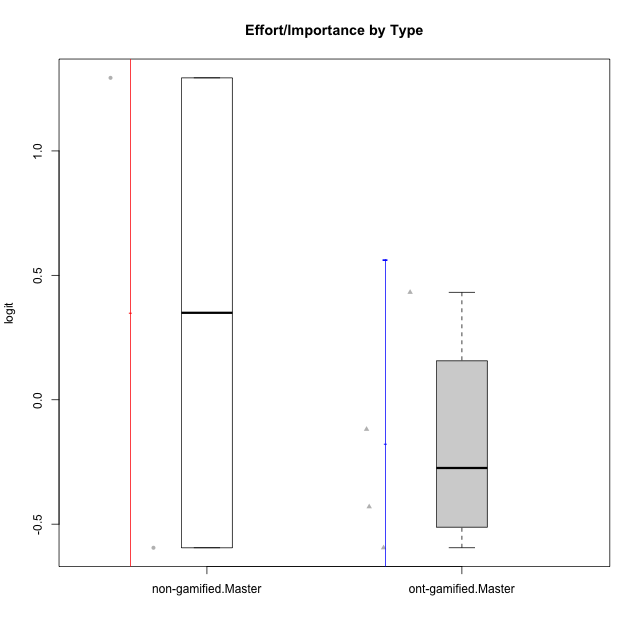 Effort/Importance by Type
logit
1.0
0.5
0.0
-0.5
non-gamified.Master
ont-gamified.Master